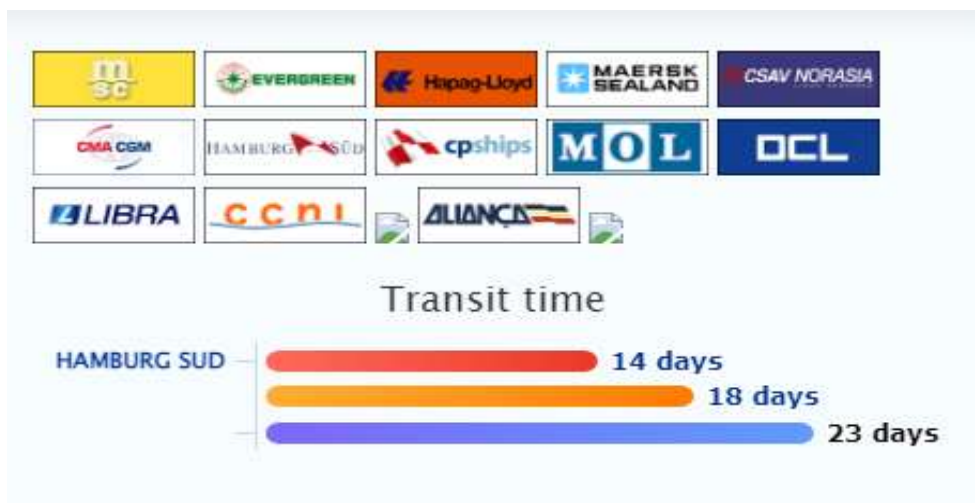 msc EVERGREEN Hapag-Lloyd MAERSK SEALAND CSAV NORASIA
CMA CGM HAMBURG SÜD cpships MOL OCL
LIBRA ccni ALIANÇA
Transit time
HAMBURG SUD 14 days
18 days
23 days